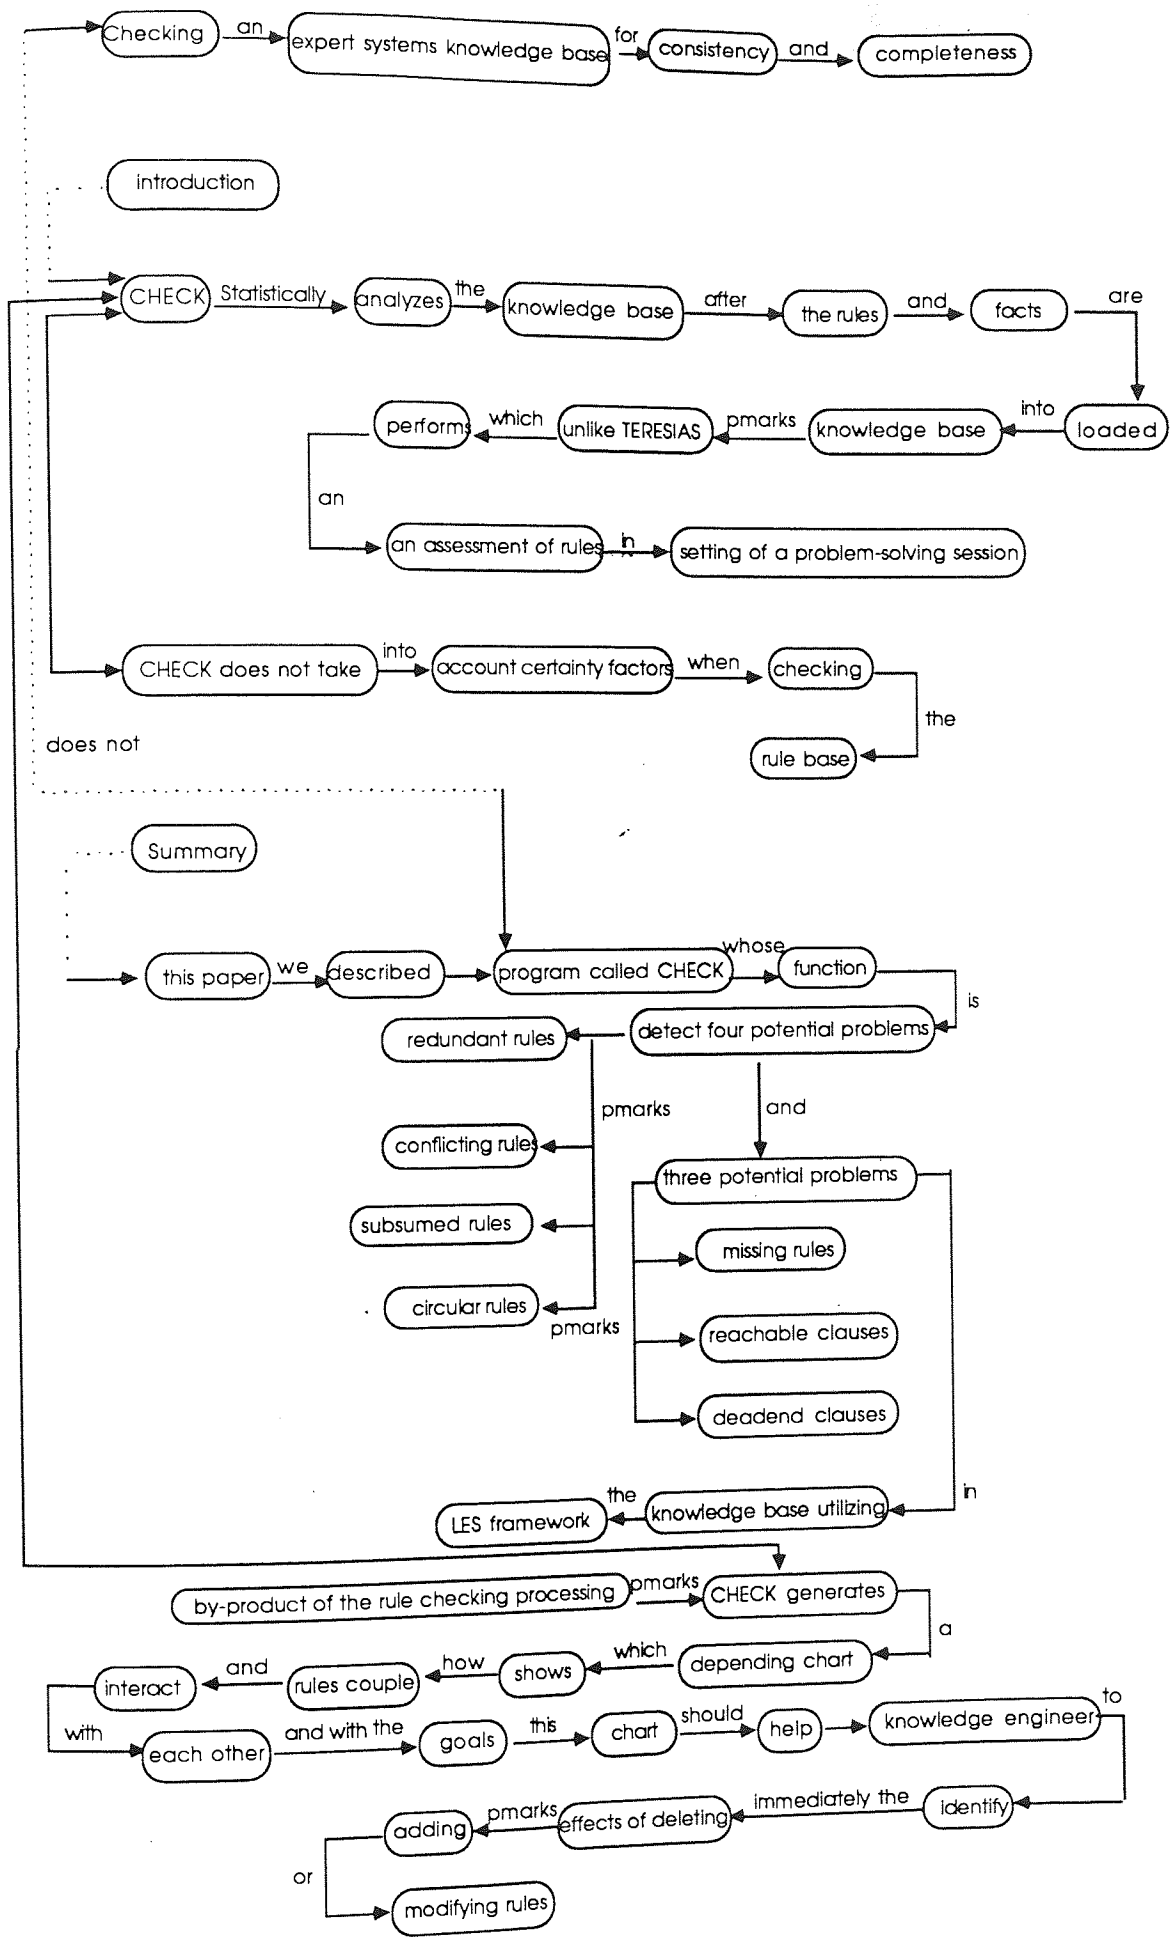 Checking an expert systems knowledge base for consistency and completeness
introduction
CHECK Statistically analyzes the knowledge base after the rules and facts are
performs which unlike TERESIAS pmarks knowledge base into loaded
an
an assessment of rules in setting of a problem-solving session
CHECK does not take into account certainty factors when checking
the
does not
rule base
Summary
this paper we described program called CHECK whose function
is
redundant rules detect four potential problems
pmarks and
conflicting rules
three potential problems
subsumed rules
missing rules
circular rules
pmarks
reachable clauses
deadend clauses
in
LES framework the knowledge base utilizing
by-product of the rule checking processing pmarks CHECK generates
a
interact and rules couple how shows which depending chart
with
each other and with the goals this chart should help knowledge engineer to
adding pmarks effects of deleting immediately the identify
or
modifying rules